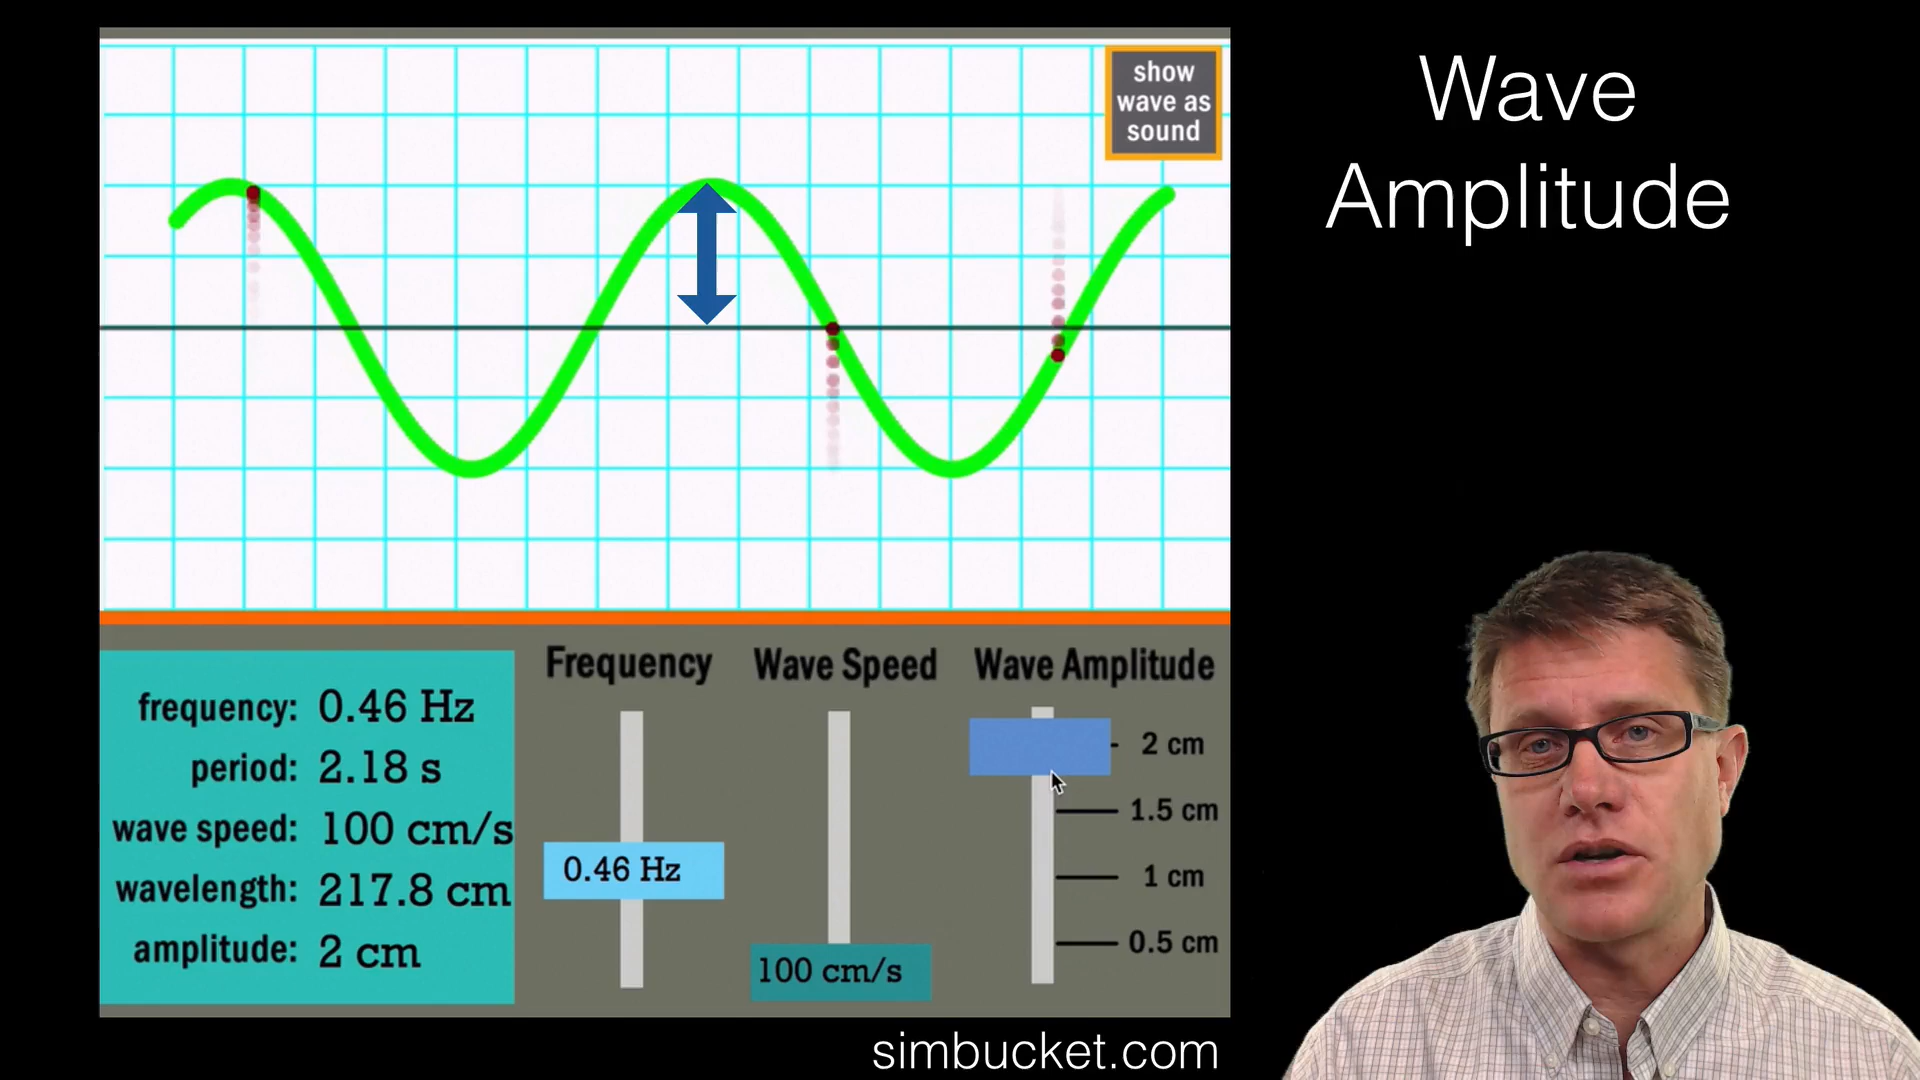 show
wave as
sound
Wave
Amplitude
Frequency
Wave Speed
Wave Amplitude
frequency: 0.46 Hz
period: 2.18 s
wave speed: 100 cm/s
wavelength: 217.8 cm
amplitude: 2 cm
0.46 Hz
100 cm/s
2 cm
1.5 cm
1 cm
0.5 cm
simbucket.com